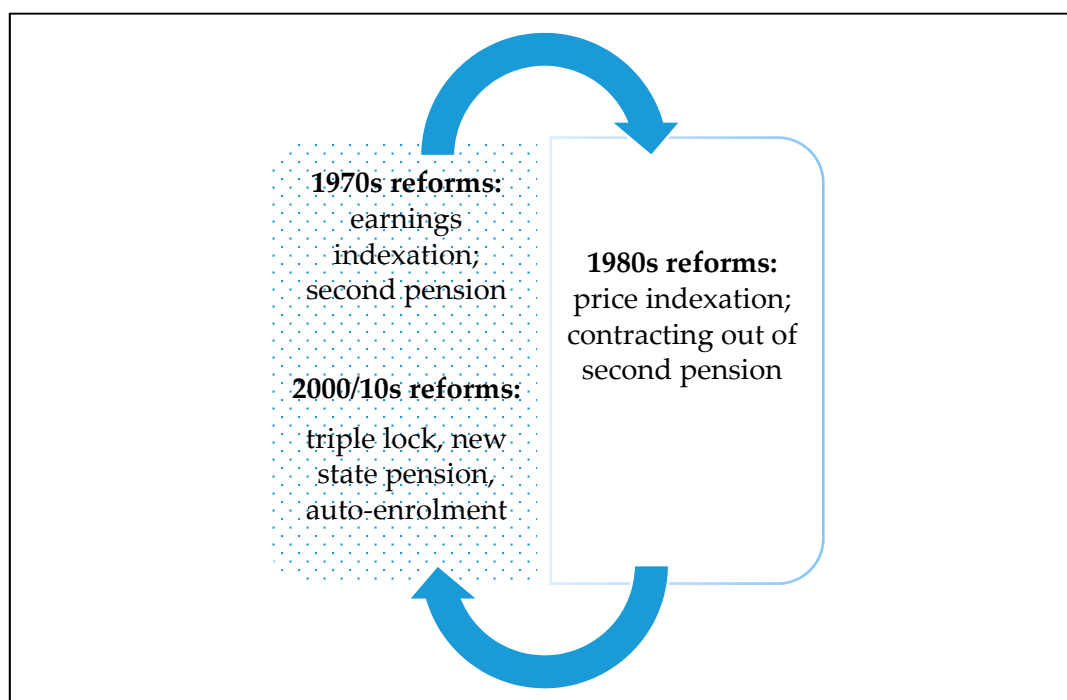 1970s reforms:
earnings
indexation;
second pension
2000/10s reforms:
triple lock, new
state pension,
auto-enrolment
1980s reforms:
price indexation;
contracting out of
second pension